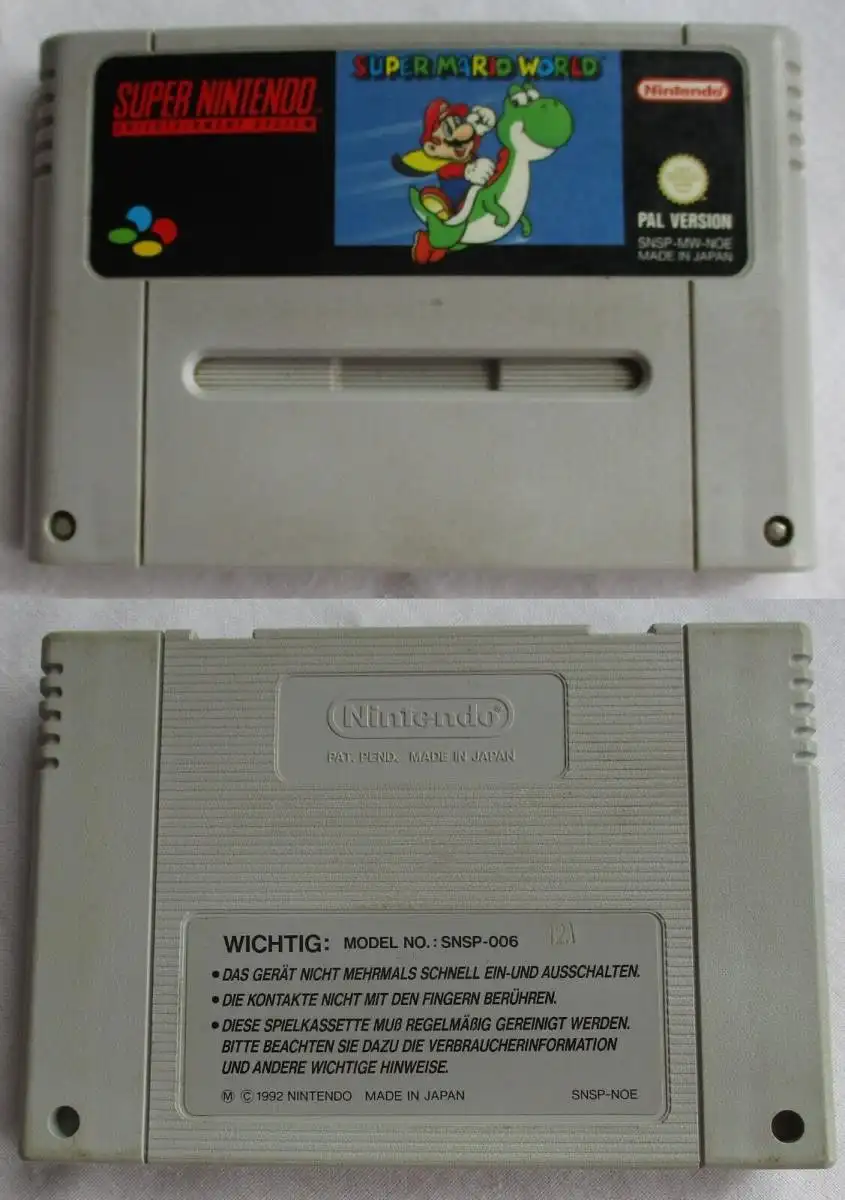 SUPER NINTENDO
ENTERTAINMENT SYSTEM
SUPER MARIO WORLD
Nintendo®
PAL VERSION
SNSP-MW-NOE
MADE IN JAPAN
Nintendo®
PAT. PEND. MADE IN JAPAN
WICHTIG: MODEL NO.: SNSP-006
• DAS GERÄT NICHT MEHRMALS SCHNELL EIN-UND AUSSCHALTEN.
• DIE KONTAKTE NICHT MIT DEN FINGERN BERÜHREN.
• DIESE SPIELKASSETTE MUß REGELMÄßIG GEREINIGT WERDEN.
BITTE BEACHTEN SIE DAZU DIE VERBRAUCHERINFORMATION
UND ANDERE WICHTIGE HINWEISE.
Ⓜ © 1992 NINTENDO MADE IN JAPAN SNSP-NOE